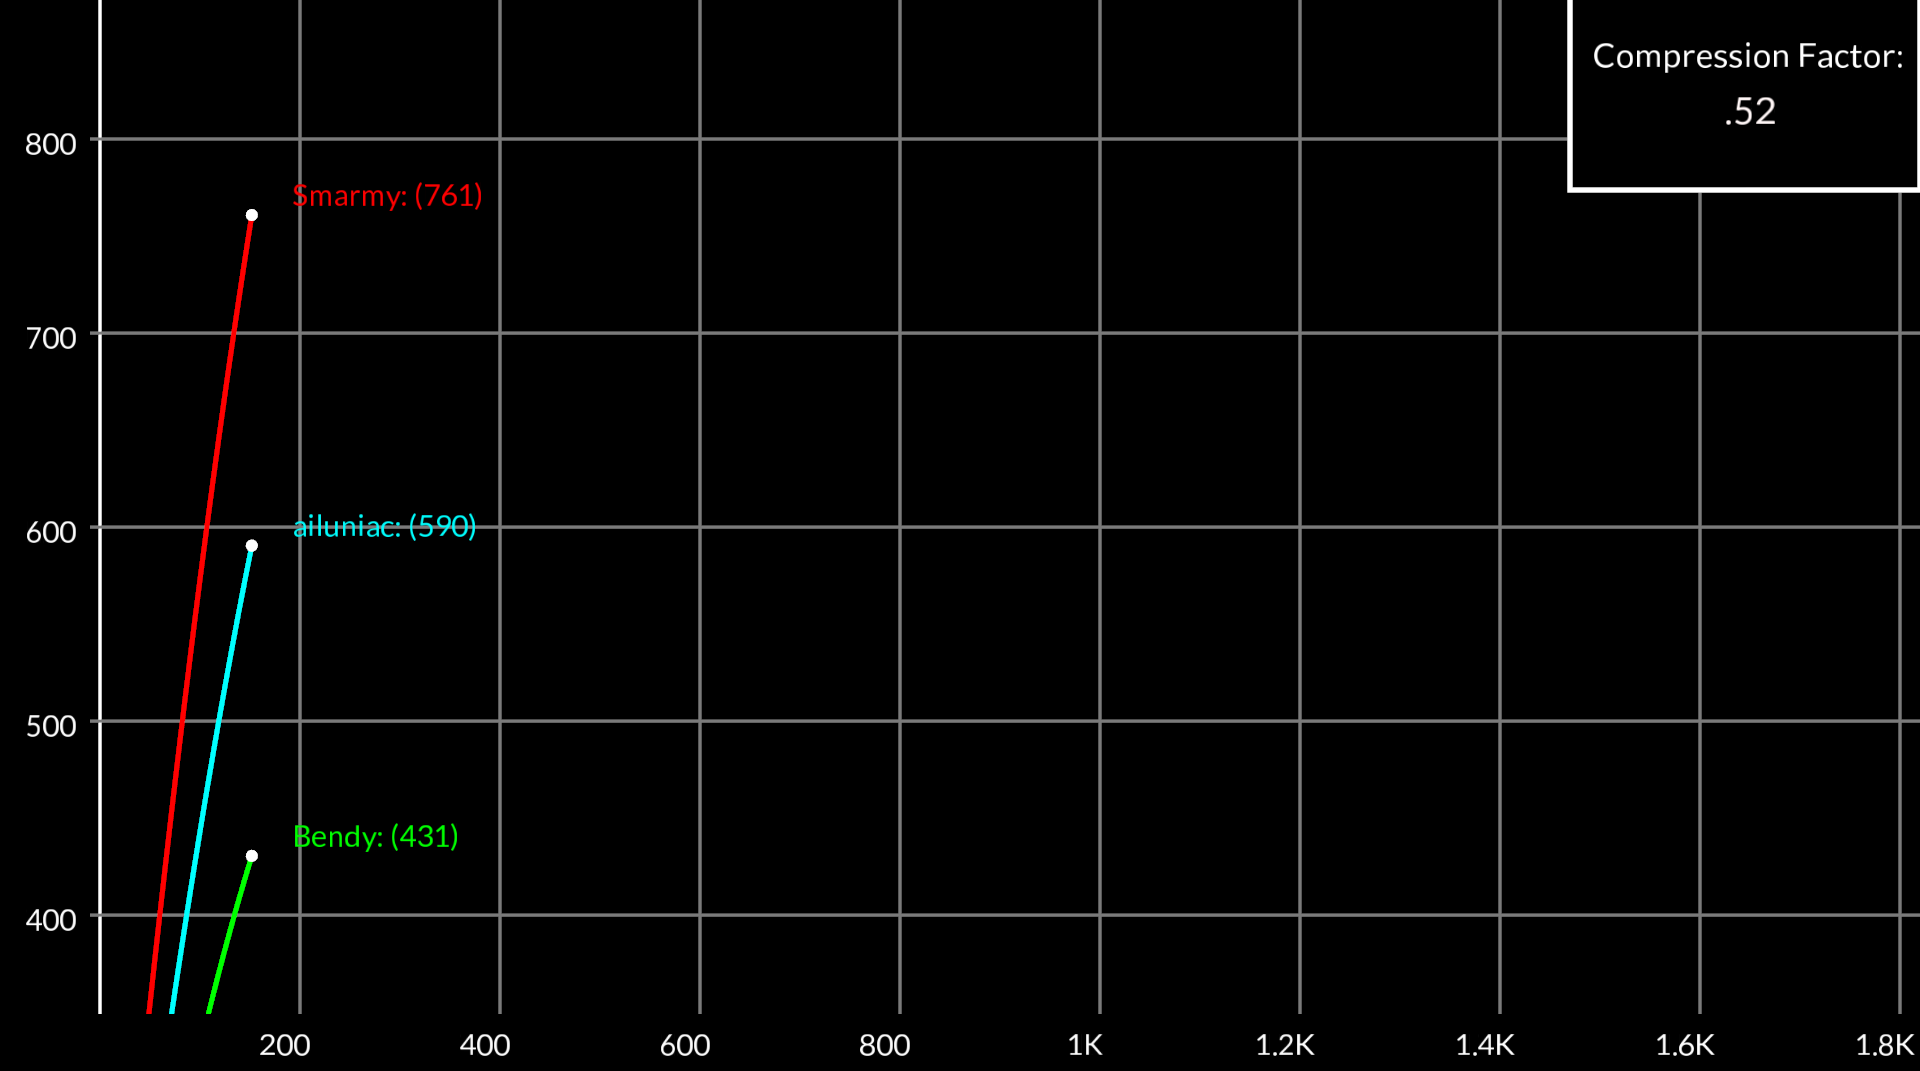 Compression Factor:
.52
800
Smarmy: (761)
700
600
ailuniac: (590)
500
Bendy: (431)
400
200 400 600 800 1K 1.2K 1.4K 1.6K 1.8K